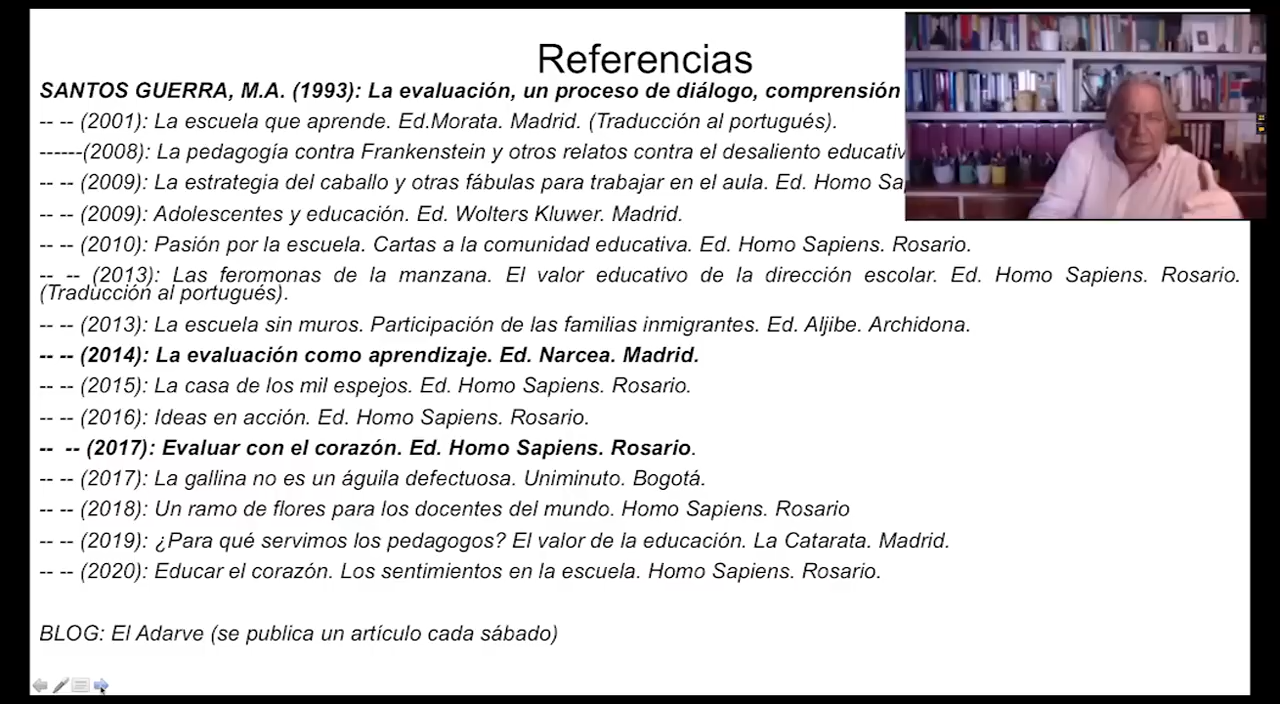 Referencias
SANTOS GUERRA, M.A. (1993): La evaluación, un proceso de diálogo, comprensión
-- -- (2001): La escuela que aprende. Ed.Morata. Madrid. (Traducción al portugués).
------(2008): La pedagogía contra Frankenstein y otros relatos contra el desaliento
-- -- (2009): La estrategia del caballo y otras fábulas para trabajar en el aula. Ed. Homo
-- -- (2009): Adolescentes y educación. Ed. Wolters Kluwer. Madrid.
-- -- (2010): Pasión por la escuela. Cartas a la comunidad educativa. Ed. Homo Sapiens. Rosario.
-- -- (2013): Las feromonas de la manzana. El valor educativo de la dirección escolar. Ed. Homo Sapiens. Rosario.
(Traducción al portugués).
-- -- (2013): La escuela sin muros. Participación de las familias inmigrantes. Ed. Aljibe. Archidona.
-- -- (2014): La evaluación como aprendizaje. Ed. Narcea. Madrid.
-- -- (2015): La casa de los mil espejos. Ed. Homo Sapiens. Rosario.
-- -- (2016): Ideas en acción. Ed. Homo Sapiens. Rosario.
-- -- (2017): Evaluar con el corazón. Ed. Homo Sapiens. Rosario.
-- -- (2017): La gallina no es un águila defectuosa. Uniminuto. Bogotá.
-- -- (2018): Un ramo de flores para los docentes del mundo. Homo Sapiens. Rosario
-- -- (2019): ¿Para qué servimos los pedagogos? El valor de la educación. La Catarata. Madrid.
-- -- (2020): Educar el corazón. Los sentimientos en la escuela. Homo Sapiens. Rosario.
BLOG: El Adarve (se publica un artículo cada sábado)